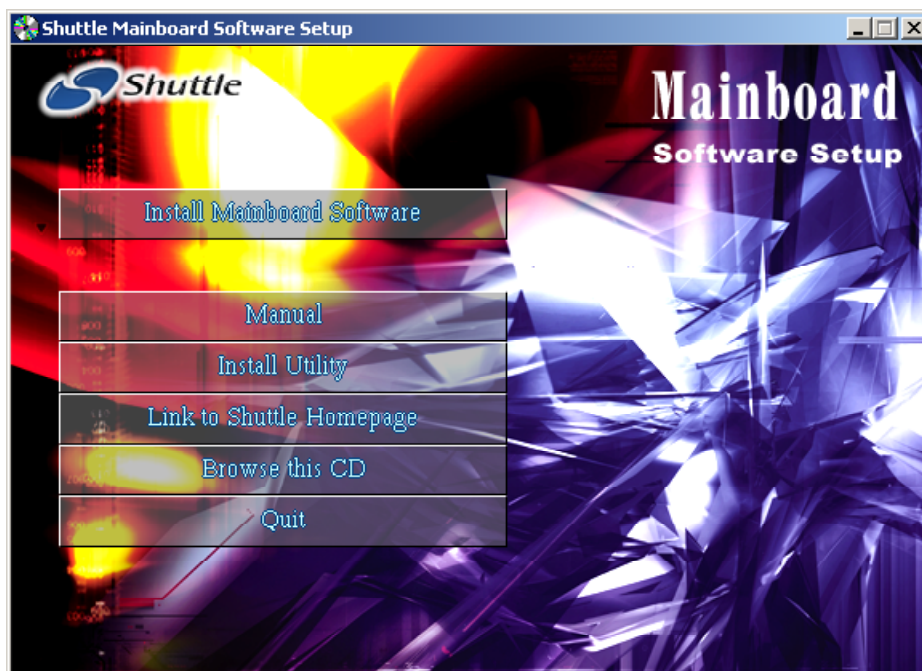 Shuttle Mainboard Software Setup
Shuttle
Mainboard
Software Setup
Install Mainboard Software
Manual
Install Utility
Link to Shuttle Homepage
Browse this CD
Quit